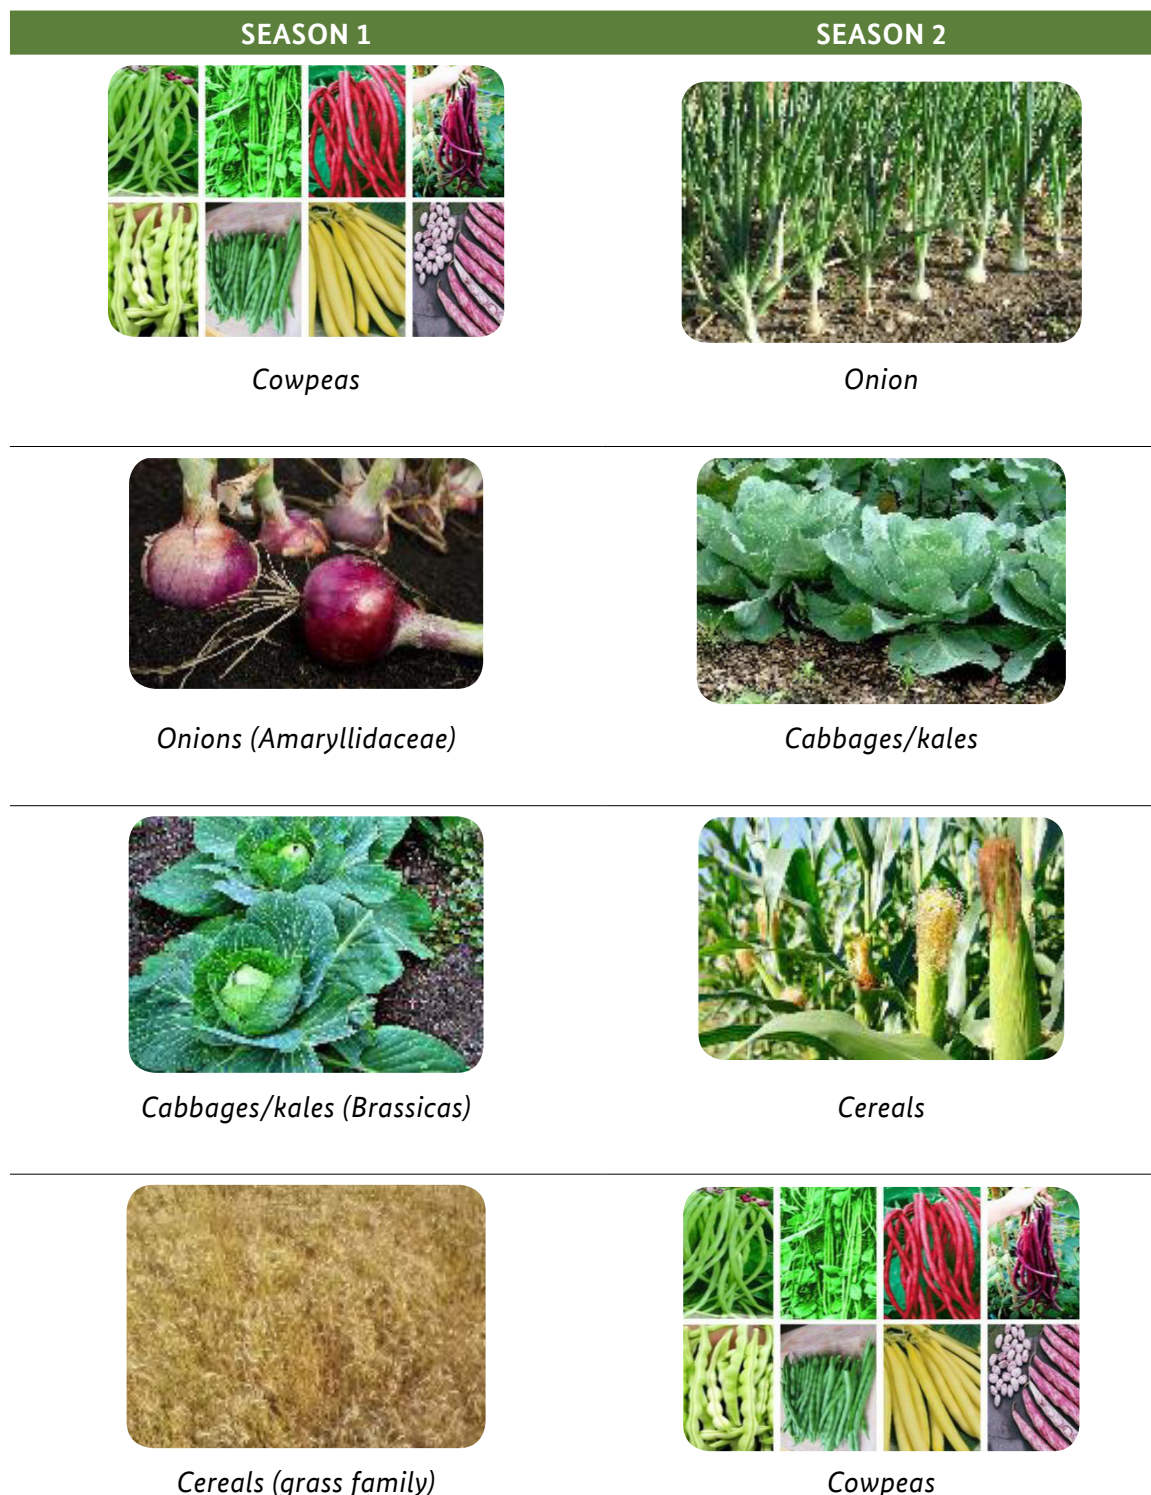 SEASON 1
SEASON 2
Cowpeas
Onion
Onions (Amaryllidaceae)
Cabbages/kales
Cabbages/kales (Brassicas)
Cereals
Cereals (grass family)
Cowpeas